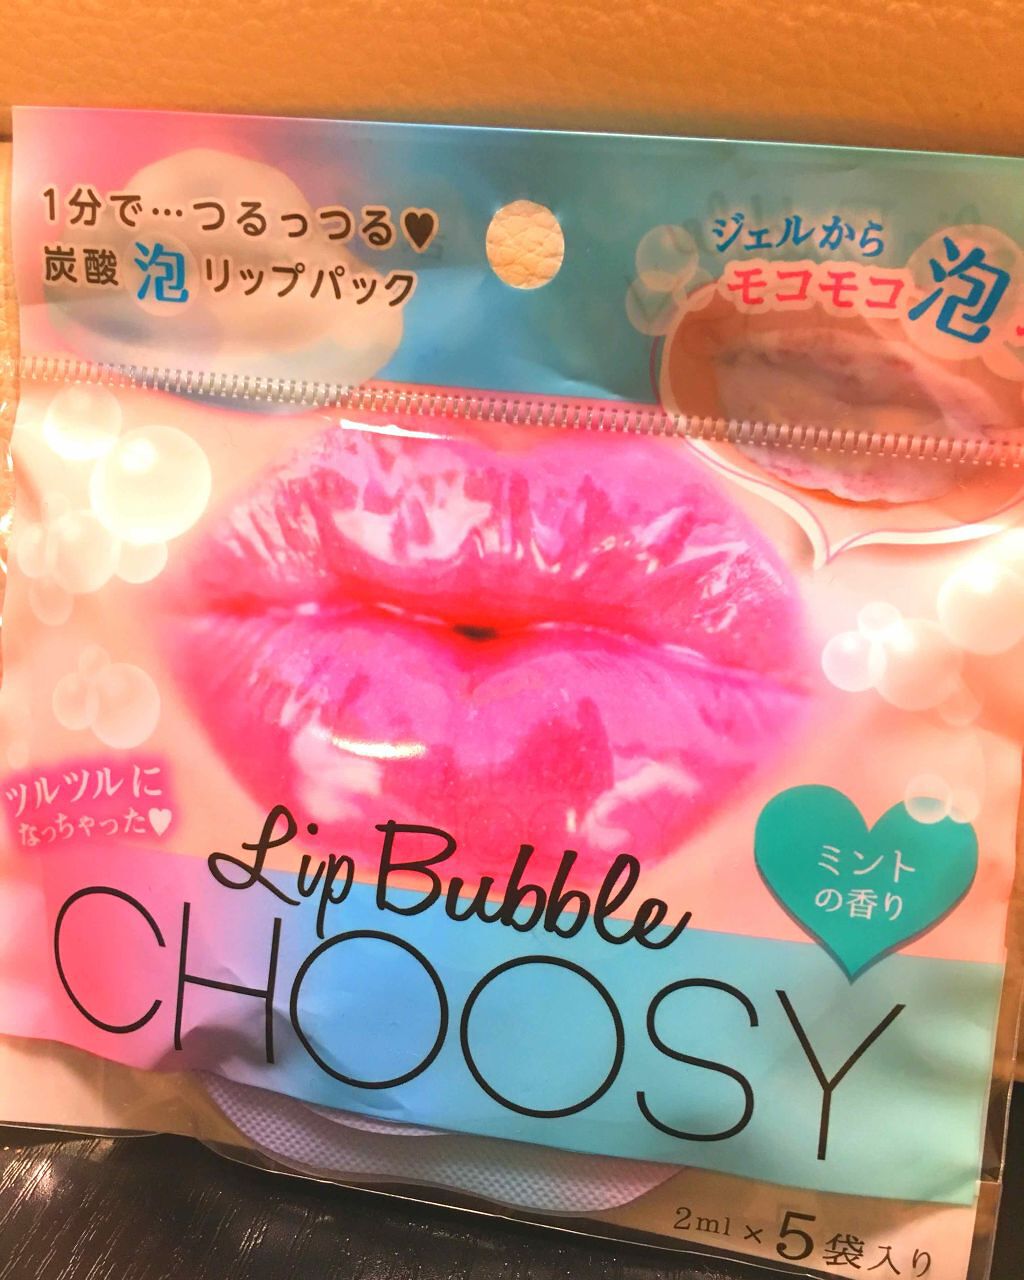 1分で…つるっつる♥
炭酸泡リップパック
ジェルから
モコモコ泡
ツルツルに
なっちゃった♥
Lip Bubble
CHOOSY
ミント
の香り
2ml×5袋入り